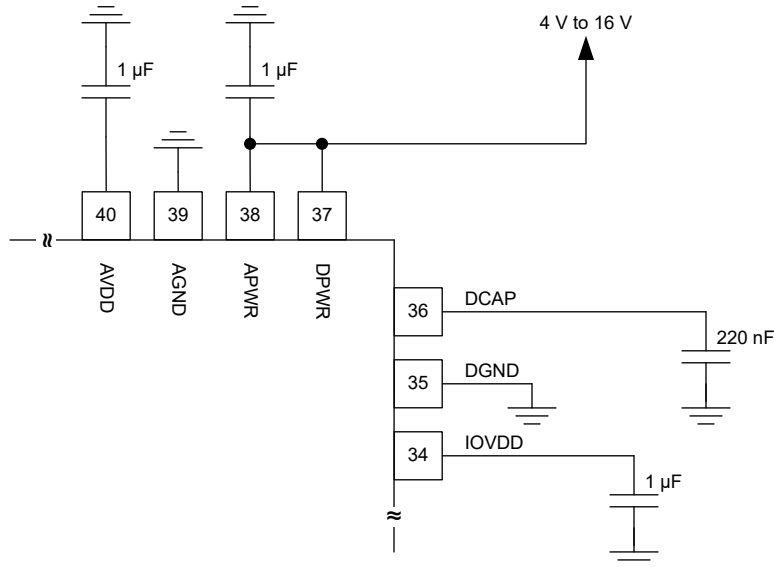 4 V to 16 V
1 µF
1 µF
40
39
38
37
AVDD
AGND
APWR
DPWR
36
DCAP
220 nF
35
DGND
34
IOVDD
1 µF